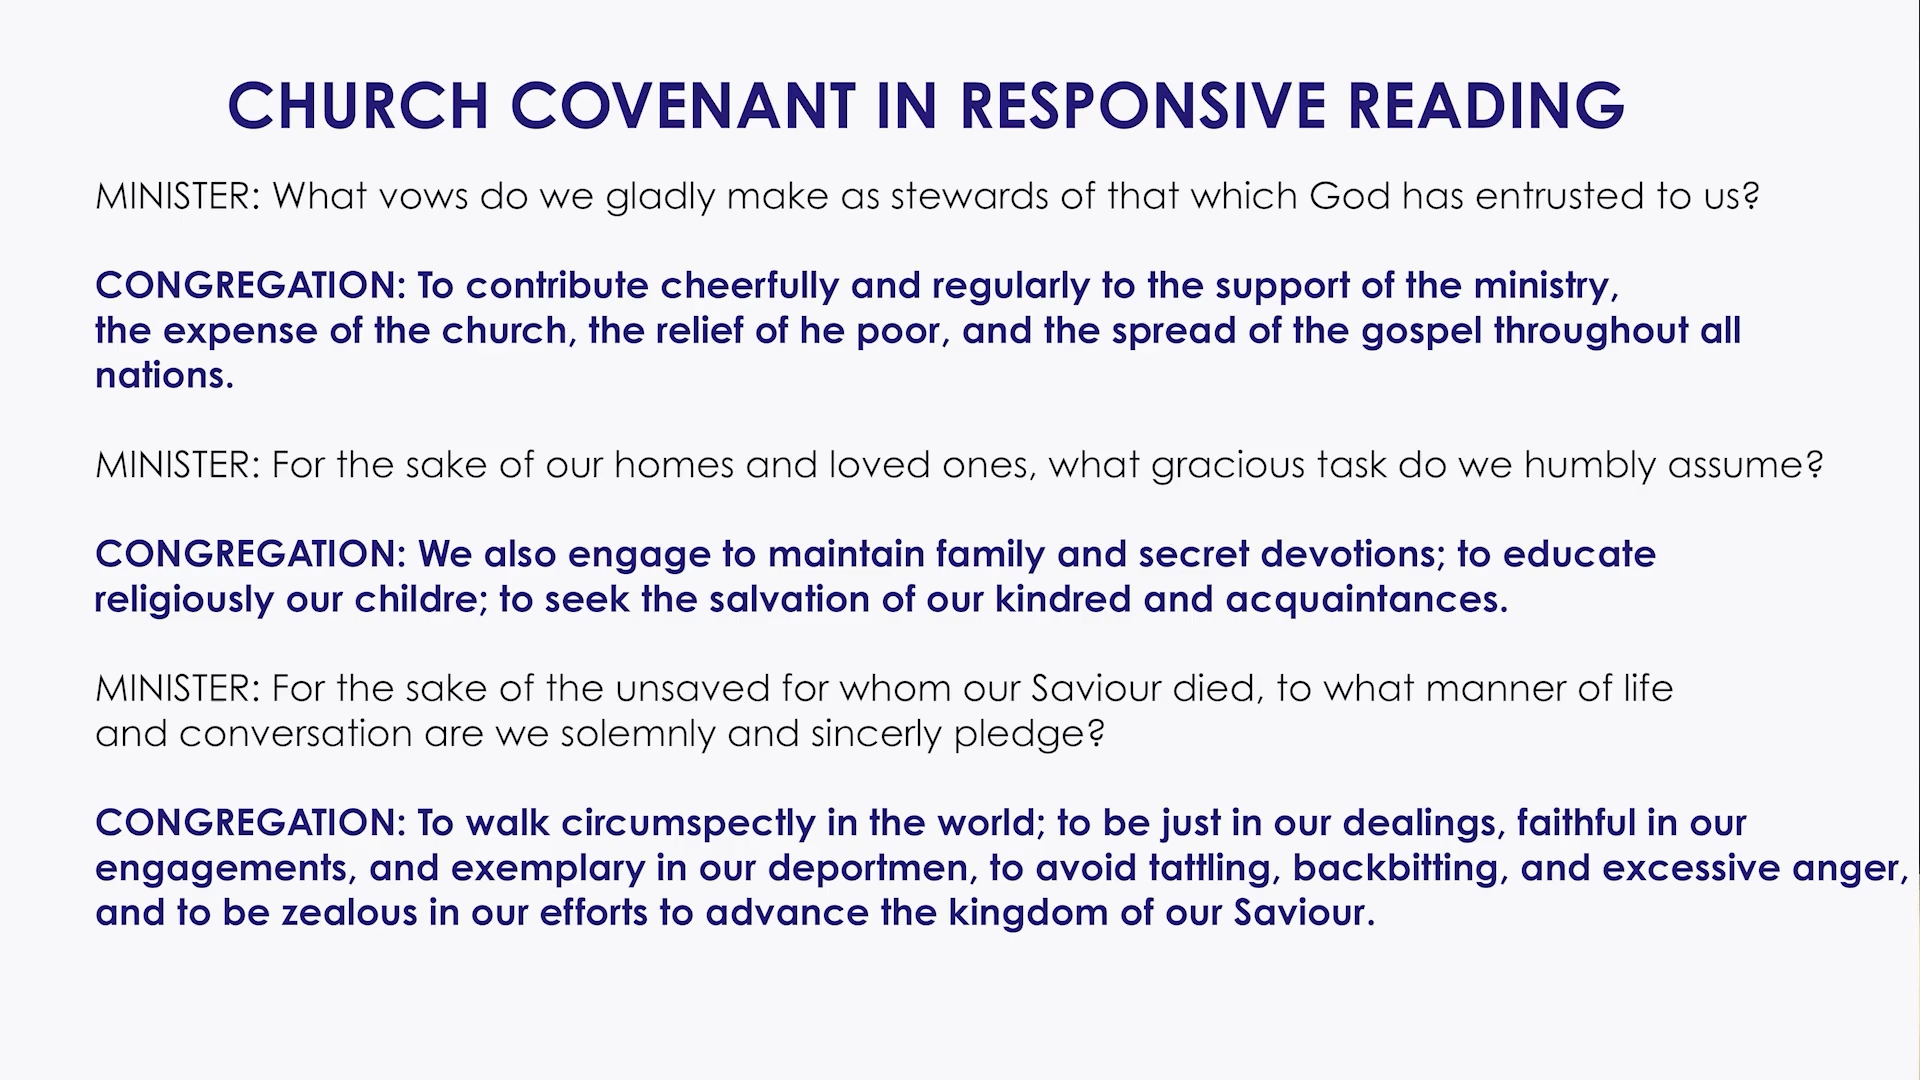 CHURCH COVENANT IN RESPONSIVE READING
MINISTER: What vows do we gladly make as stewards of that which God has entrusted to us?
CONGREGATION: To contribute cheerfully and regularly to the support of the ministry,
the expense of the church, the relief of he poor, and the spread of the gospel throughout all
nations.
MINISTER: For the sake of our homes and loved ones, what gracious task do we humbly assume?
CONGREGATION: We also engage to maintain family and secret devotions; to educate
religiously our childre; to seek the salvation of our kindred and acquaintances.
MINISTER: For the sake of the unsaved for whom our Saviour died, to what manner of life
and conversation are we solemnly and sincerly pledge?
CONGREGATION: To walk circumspectly in the world; to be just in our dealings, faithful in our
engagements, and exemplary in our deportmen, to avoid tattling, backbitting, and excessive anger,
and to be zealous in our efforts to advance the kingdom of our Saviour.